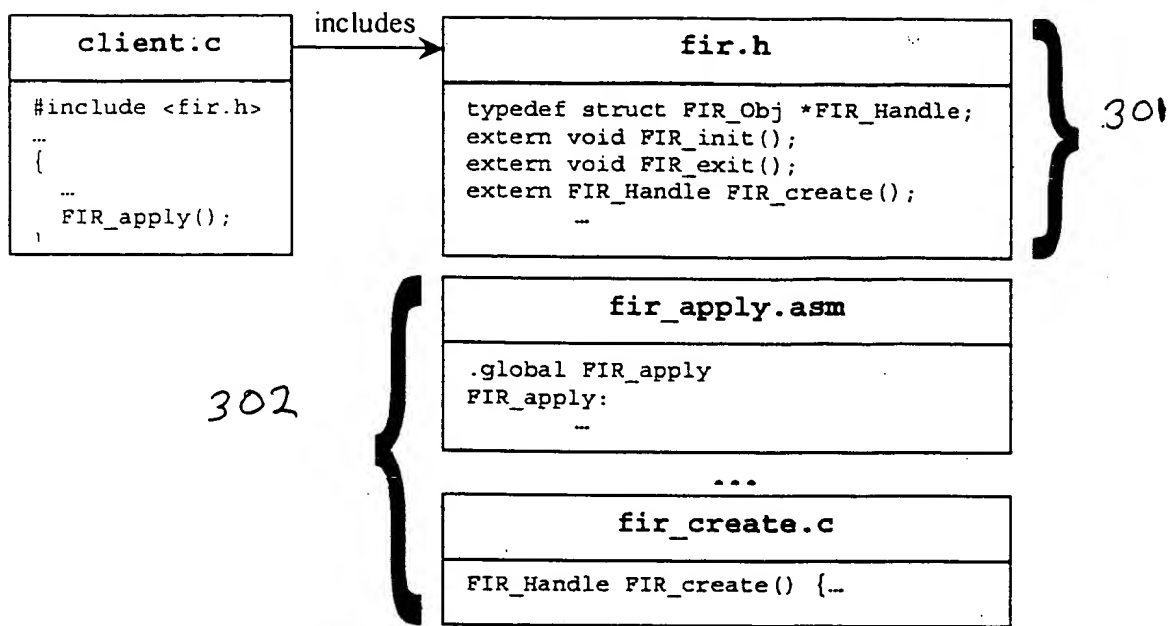 client.c
includes
fir.h
#include <fir.h>
…
{
…
FIR_apply();
}
typedef struct FIR_Obj *FIR_Handle;
extern void FIR_init();
extern void FIR_exit();
extern FIR_Handle FIR_create();
…
301
302
fir_apply.asm
.global FIR_apply
FIR_apply:
…
...
fir_create.c
FIR_Handle FIR_create() {…